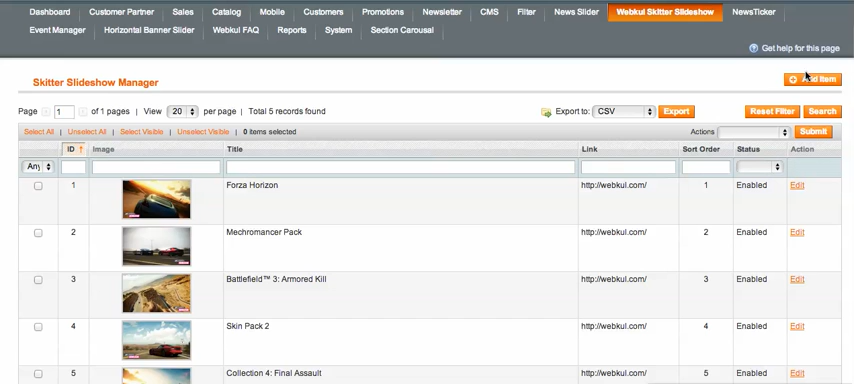 Dashboard Customer Partner Sales Catalog Mobile Customers Promotions Newsletter CMS Filter News Slider Webkul Skitter Slideshow NewsTicker
Event Manager Horizontal Banner Slider Webkul FAQ Reports System Section Carousal
Get help for this page
Skitter Slideshow Manager
Add Item
Page 1 of 1 pages | View 20 per page | Total 5 records found
Export to: CSV Export Reset Filter Search
Select All | Unselect All | Select Visible | Unselect Visible | 0 items selected
Actions Submit
ID Image Title Link Sort Order Status Action
Any
1 Forza Horizon http://webkul.com/ 1 Enabled Edit
2 Mechromancer Pack http://webkul.com/ 2 Enabled Edit
3 Battlefield™ 3: Armored Kill http://webkul.com/ 3 Enabled Edit
4 Skin Pack 2 http://webkul.com/ 4 Enabled Edit
5 Collection 4: Final Assault http://webkul.com/ 5 Enabled Edit